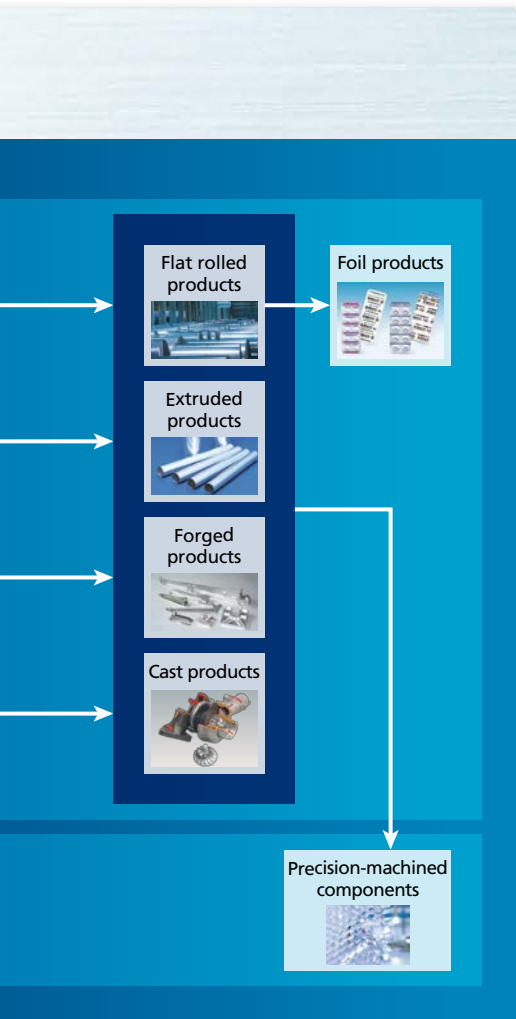 Flat rolled
products
Foil products
Extruded
products
Forged
products
Cast products
Precision-machined
components